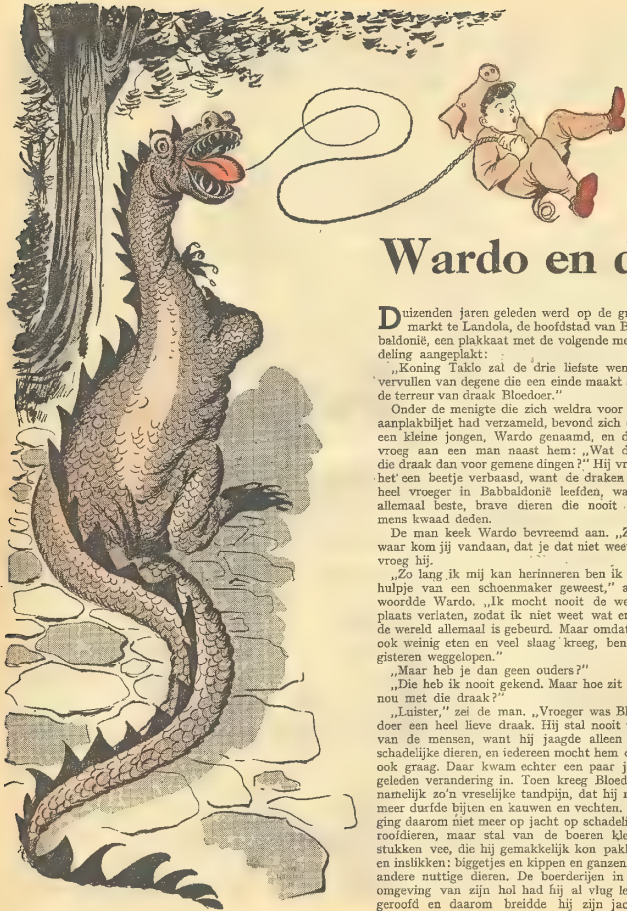 Wardo en d
Duizenden jaren geleden werd op de gr
markt te Landola, de hoofdstad van B
baldonië, een plakkaat met de volgende me
deling aangeplakt:
„Koning Taklo zal de drie liefste wen
vervullen van degene die een einde maakt
de terreur van draak Bloedoer.”
Onder de menigte die zich weldra voor
aanplakbiljet had verzameld, bevond zich
een kleine jongen, Wardo genaamd, en d
vroeg aan een man naast hem: „Wat d
die draak dan voor gemene dingen?” Hij vr
het een beetje verbaasd, want de draken
heel vroeger in Babbaldonië leefden, wa
allemaal beste, brave dieren die nooit
mens kwaad deden.
De man keek Wardo bevreemd aan. „Z
waar kom jij vandaan, dat je dat niet weet
vroeg hij.
„Zo lang ik mij kan herinneren ben ik
hulpje van een schoenmaker geweest,” a
woordde Wardo. „Ik mocht nooit de we
plaats verlaten, zodat ik niet weet wat er
de wereld allemaal is gebeurd. Maar omdat
ook weinig eten en veel slaag kreeg, ben
gisteren weggelopen.”
„Maar heb je dan geen ouders?”
„Die heb ik nooit gekend. Maar hoe zit
nou met die draak?”
„Luister,” zei de man. „Vroeger was Bl
doer een heel lieve draak. Hij stal nooit
van de mensen, want hij jaagde alleen
schadelijke dieren, en iedereen mocht hem
ook graag. Daar kwam echter een paar j
geleden verandering in. Toen kreeg Bloed
namelijk zo'n vreselijke tandpijn, dat hij n
meer durfde bijten en kauwen en vechten.
ging daarom niet meer op jacht op schadeli
roofdieren, maar stal van de boeren kle
stukken vee, die hij gemakkelijk kon pakk
en inslikken: biggetjes en kippen en ganzen
andere nuttige dieren. De boerderijen in
omgeving van zijn hol had hij al vlug le
geroofd en daarom breidde hij zijn jac